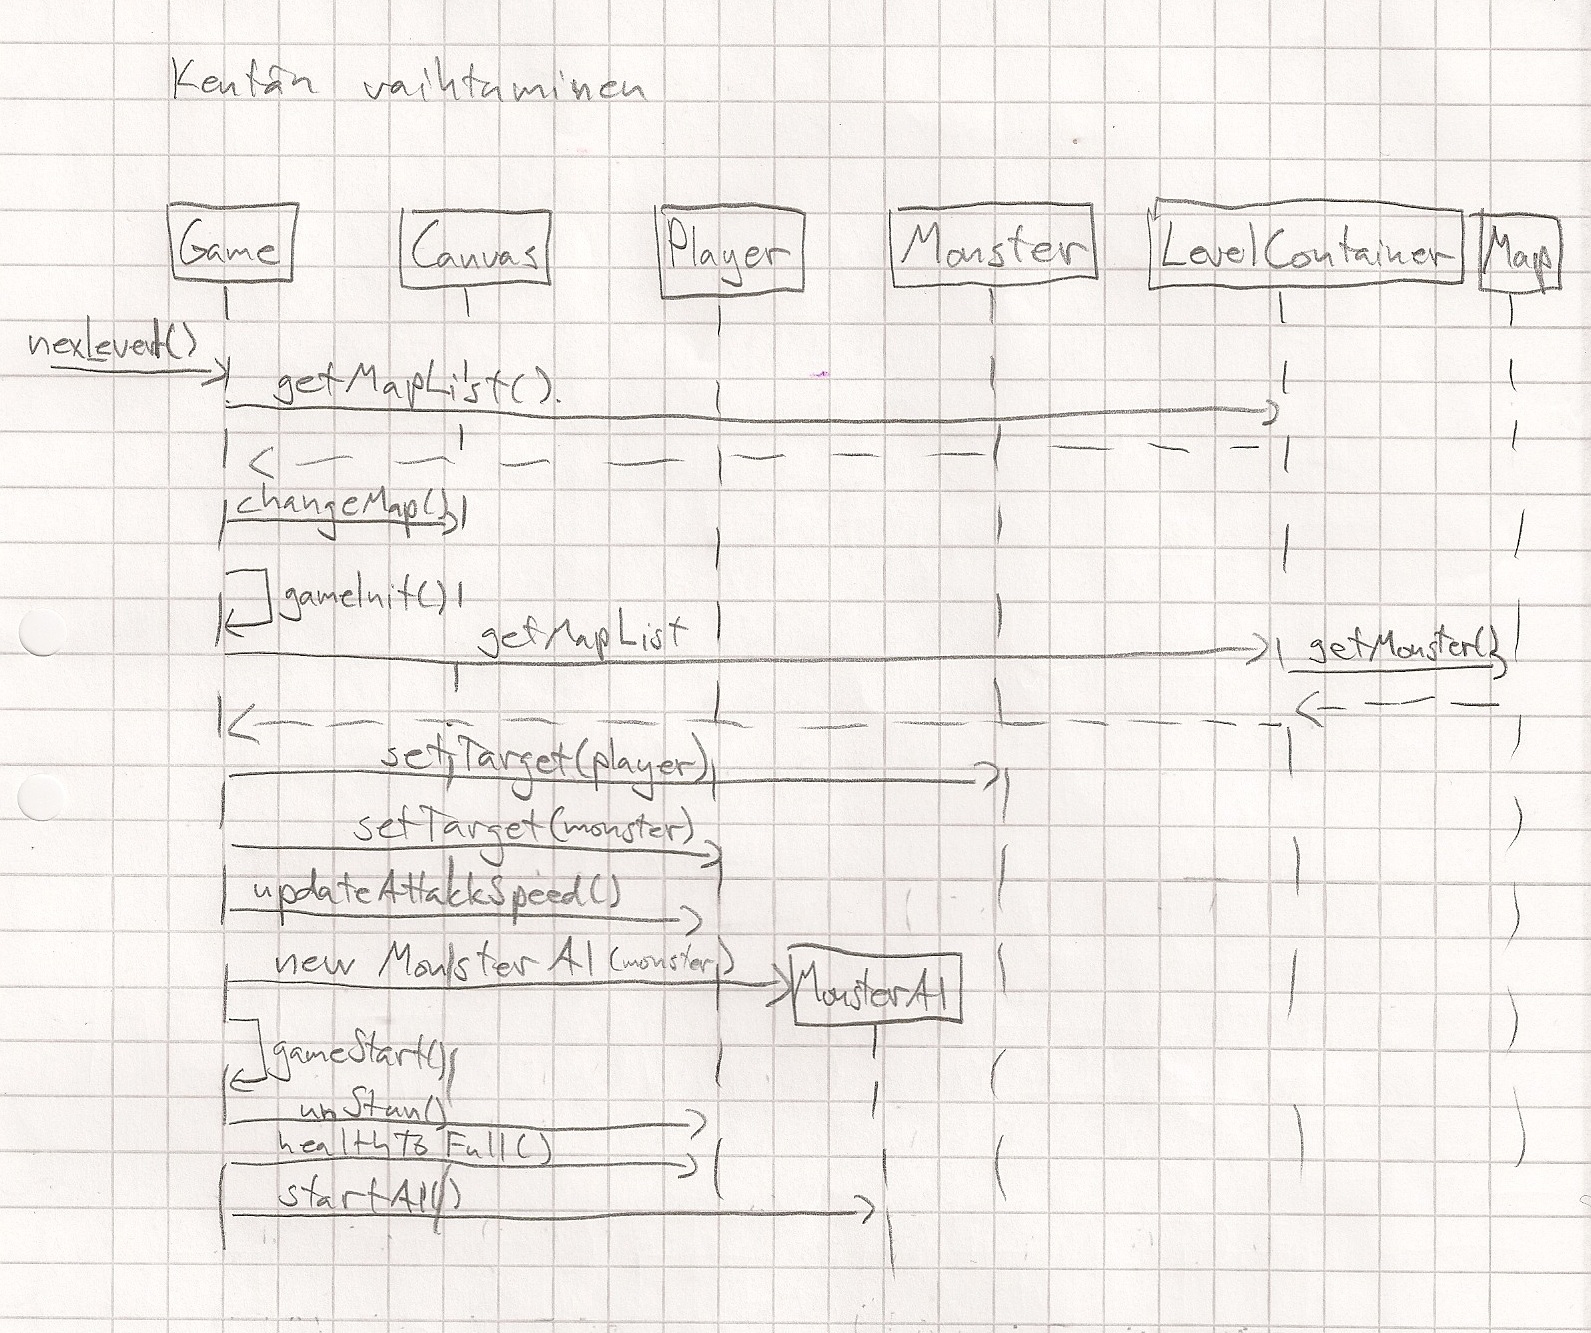 Kentän vaihtaminen
Game Canvas Player Monster LevelContainer Map
getMapList().
changeMap()
gameInit()
getMapList
getMonster()
setTarget(player)
setTarget(monster)
updateAttackSpeed()
new MonsterAI (monster)
MonsterAI
gameStart()
unStun()
healthToFull()
startAI()